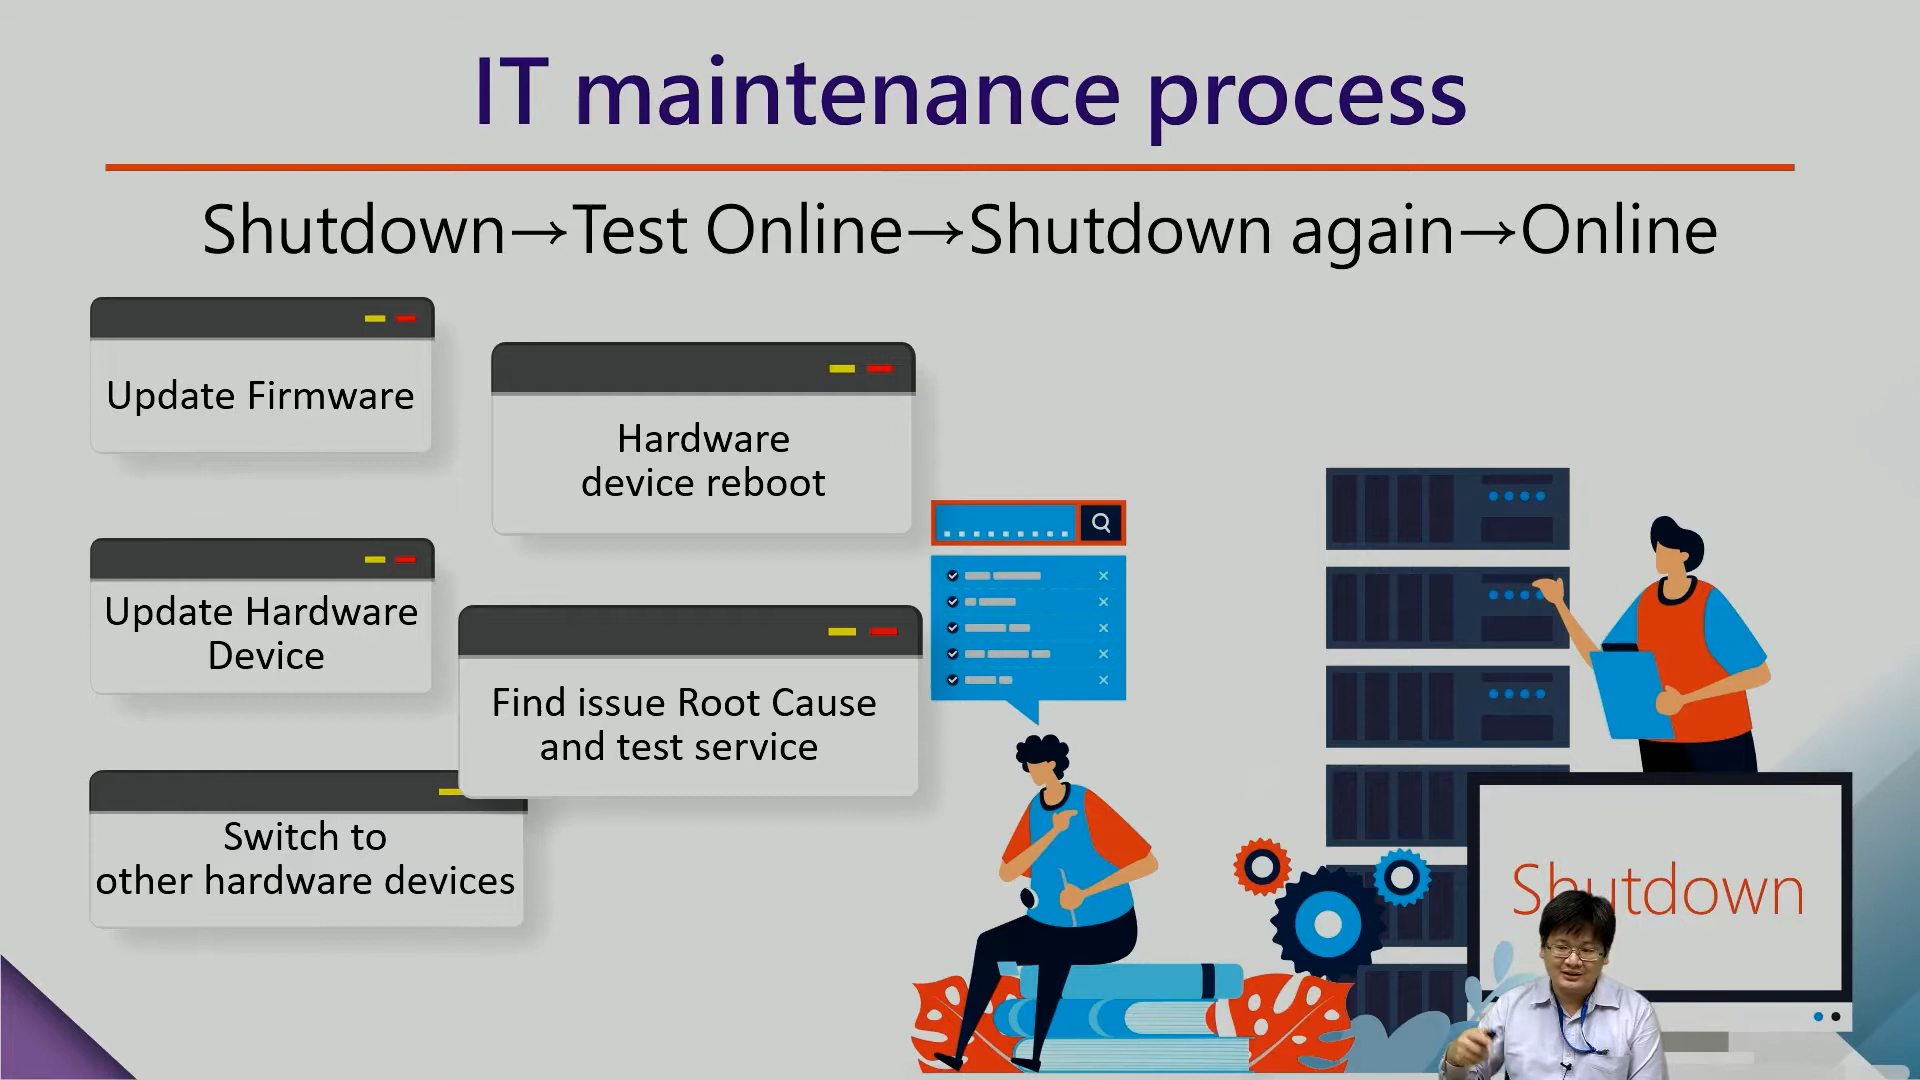 IT maintenance process
Shutdown→Test Online→Shutdown again→Online
Update Firmware
Hardware
device reboot
Update Hardware
Device
Find issue Root Cause
and test service
Switch to
other hardware devices
Shutdown